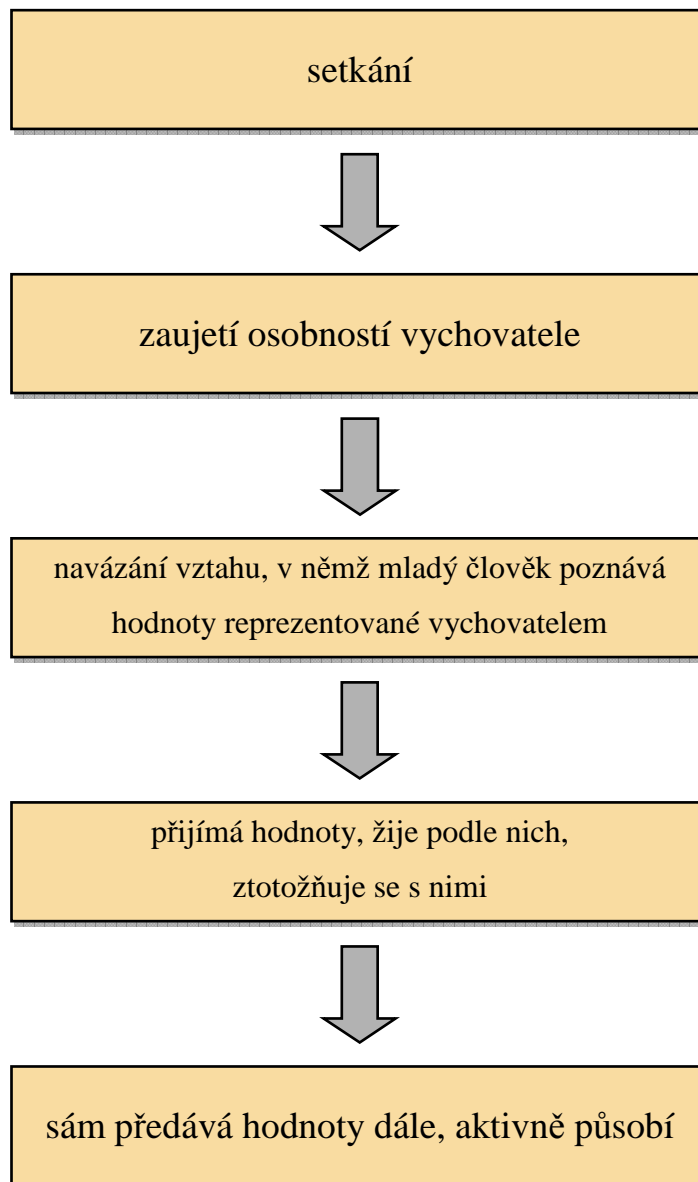 setkání
zaujetí osobností vychovatele
navázání vztahu, v němž mladý člověk poznává
hodnoty reprezentované vychovatelem
přijímá hodnoty, žije podle nich,
ztotožňuje se s nimi
sám předává hodnoty dále, aktivně působí